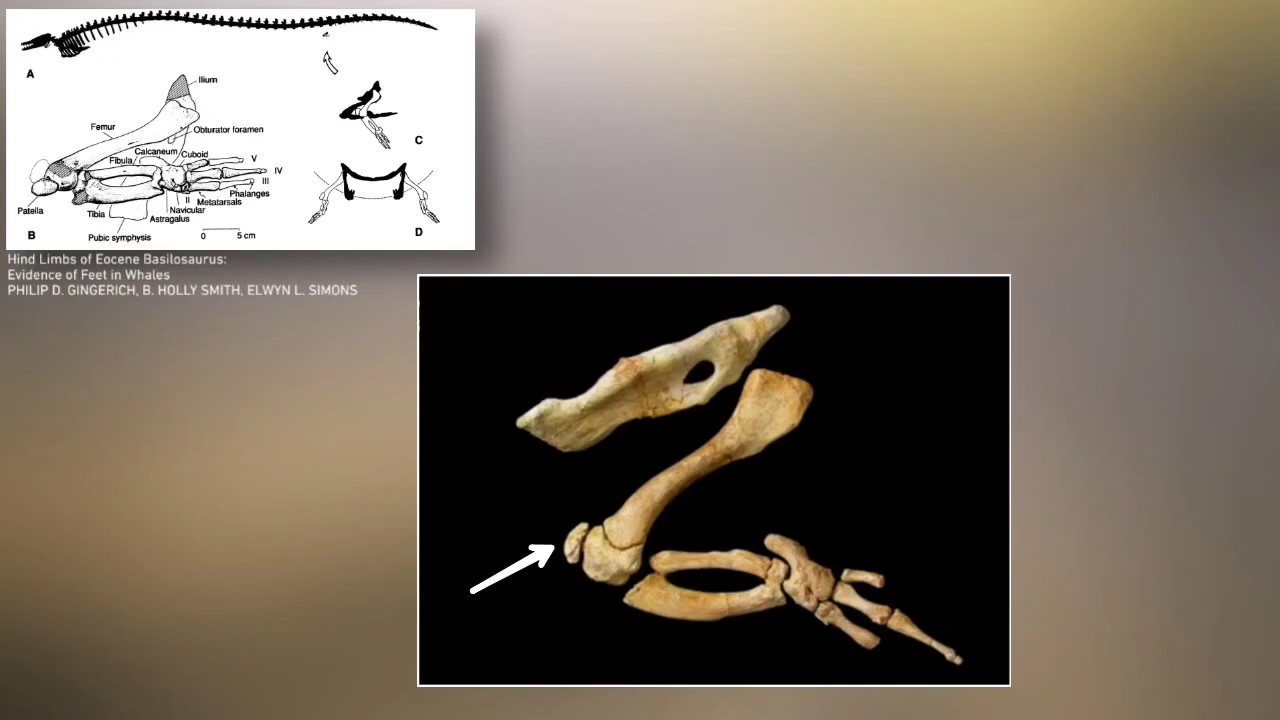 A
Ilium
Femur
Obturator foramen
Calcaneum
Cuboid
Fibula
V
IV
III
II
Phalanges
Metatarsals
Navicular
Patella
Tibia
Astragalus
Pubic symphysis
B
0 5 cm
C
D
Hind Limbs of Eocene Basilosaurus:
Evidence of Feet in Whales
PHILIP D. GINGERICH, B. HOLLY SMITH, ELWYN L. SIMONS